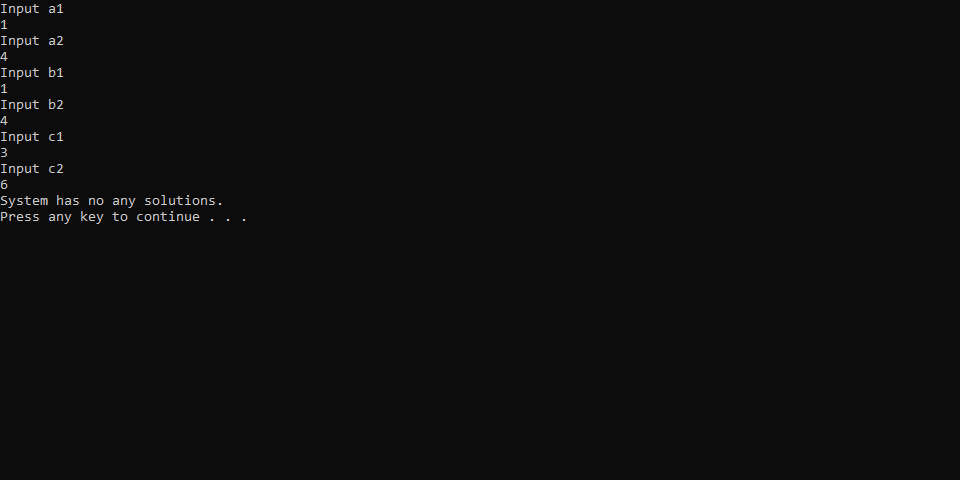 Input a1
1
Input a2
4
Input b1
1
Input b2
4
Input c1
3
Input c2
6
System has no any solutions.
Press any key to continue . . .